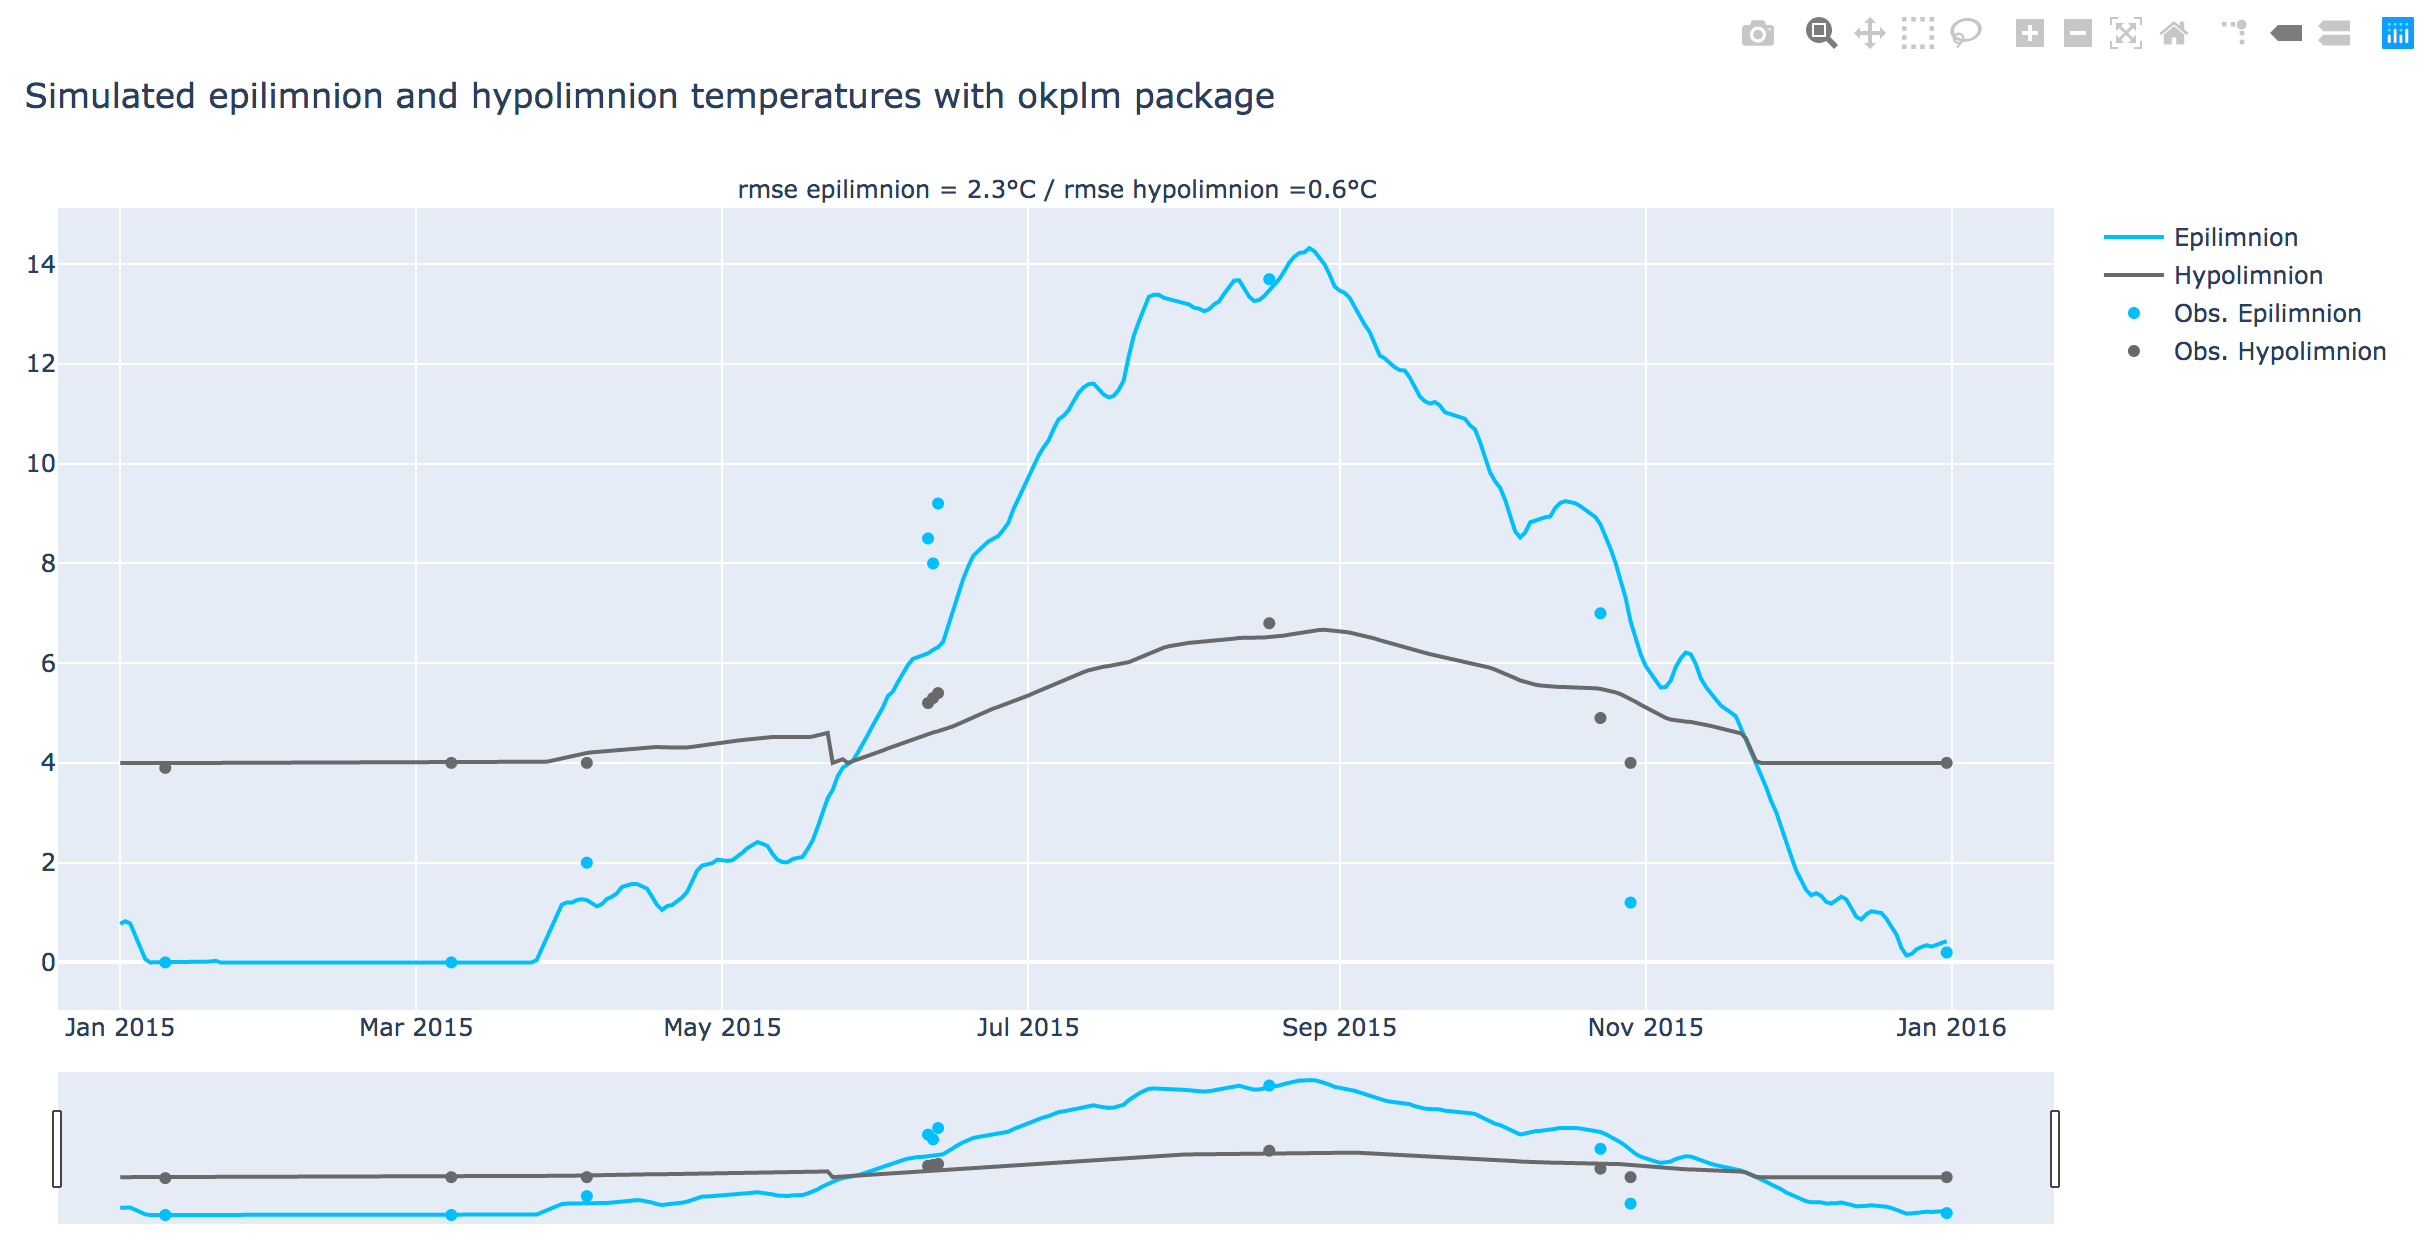 Simulated epilimnion and hypolimnion temperatures with okplm package
rmse epilimnion = 2.3°C / rmse hypolimnion =0.6°C
Epilimnion
Hypolimnion
Obs. Epilimnion
Obs. Hypolimnion
14
12
10
8
6
4
2
0
Jan 2015
Mar 2015
May 2015
Jul 2015
Sep 2015
Nov 2015
Jan 2016